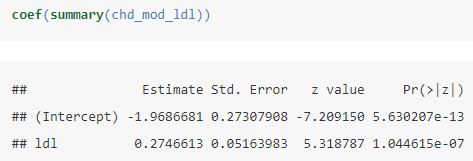 coef(summary(chd_mod_ldl))
## Estimate Std. Error z value Pr(>|z|)
## (Intercept) -1.9686681 0.27307908 -7.209150 5.630207e-13
## ldl 0.2746613 0.05163983 5.318787 1.044615e-07